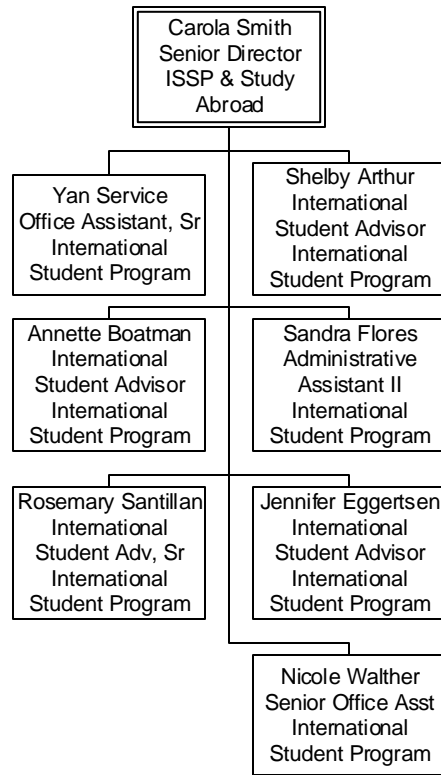 Carola Smith
Senior Director
ISSP & Study
Abroad
Yan Service
Office Assistant, Sr
International
Student Program
Shelby Arthur
International
Student Advisor
International
Student Program
Annette Boatman
International
Student Advisor
International
Student Program
Sandra Flores
Administrative
Assistant II
International
Student Program
Rosemary Santillan
International
Student Adv, Sr
International
Student Program
Jennifer Eggertsen
International
Student Advisor
International
Student Program
Nicole Walther
Senior Office Asst
International
Student Program